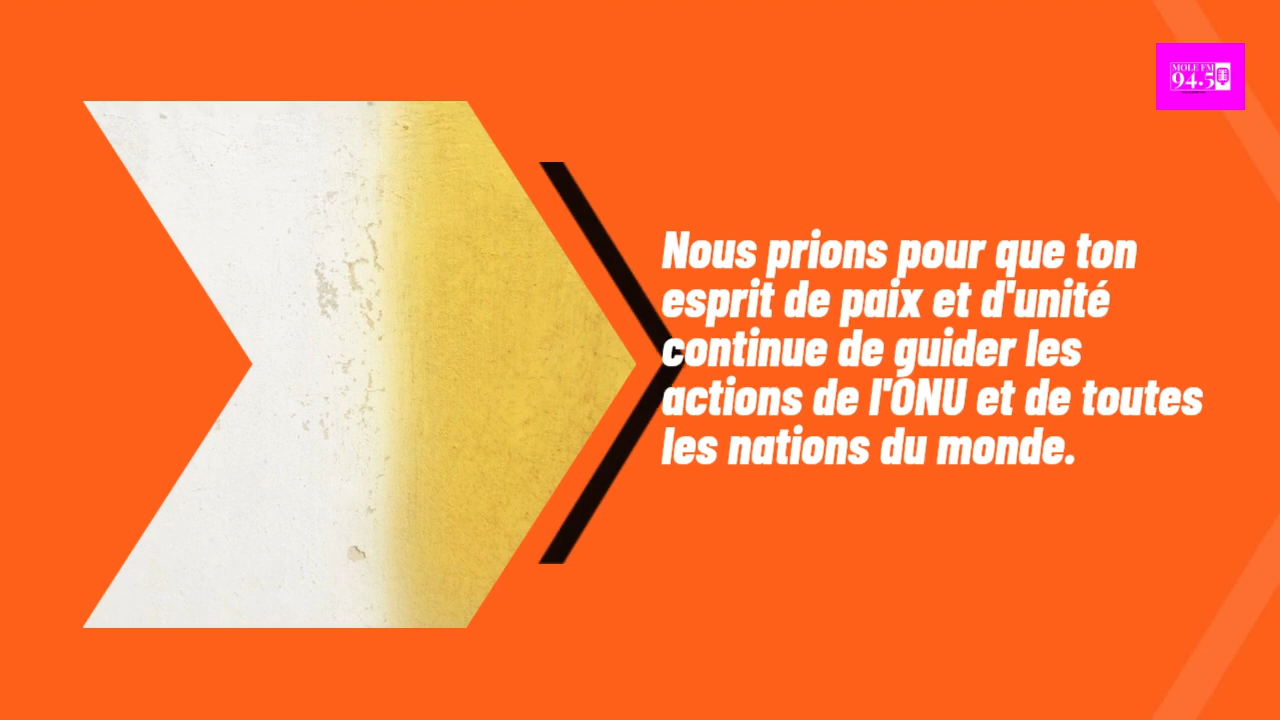 MOLE FM
94.5
Nous prions pour que ton
esprit de paix et d'unité
continue de guider les
actions de l'ONU et de toutes
les nations du monde.